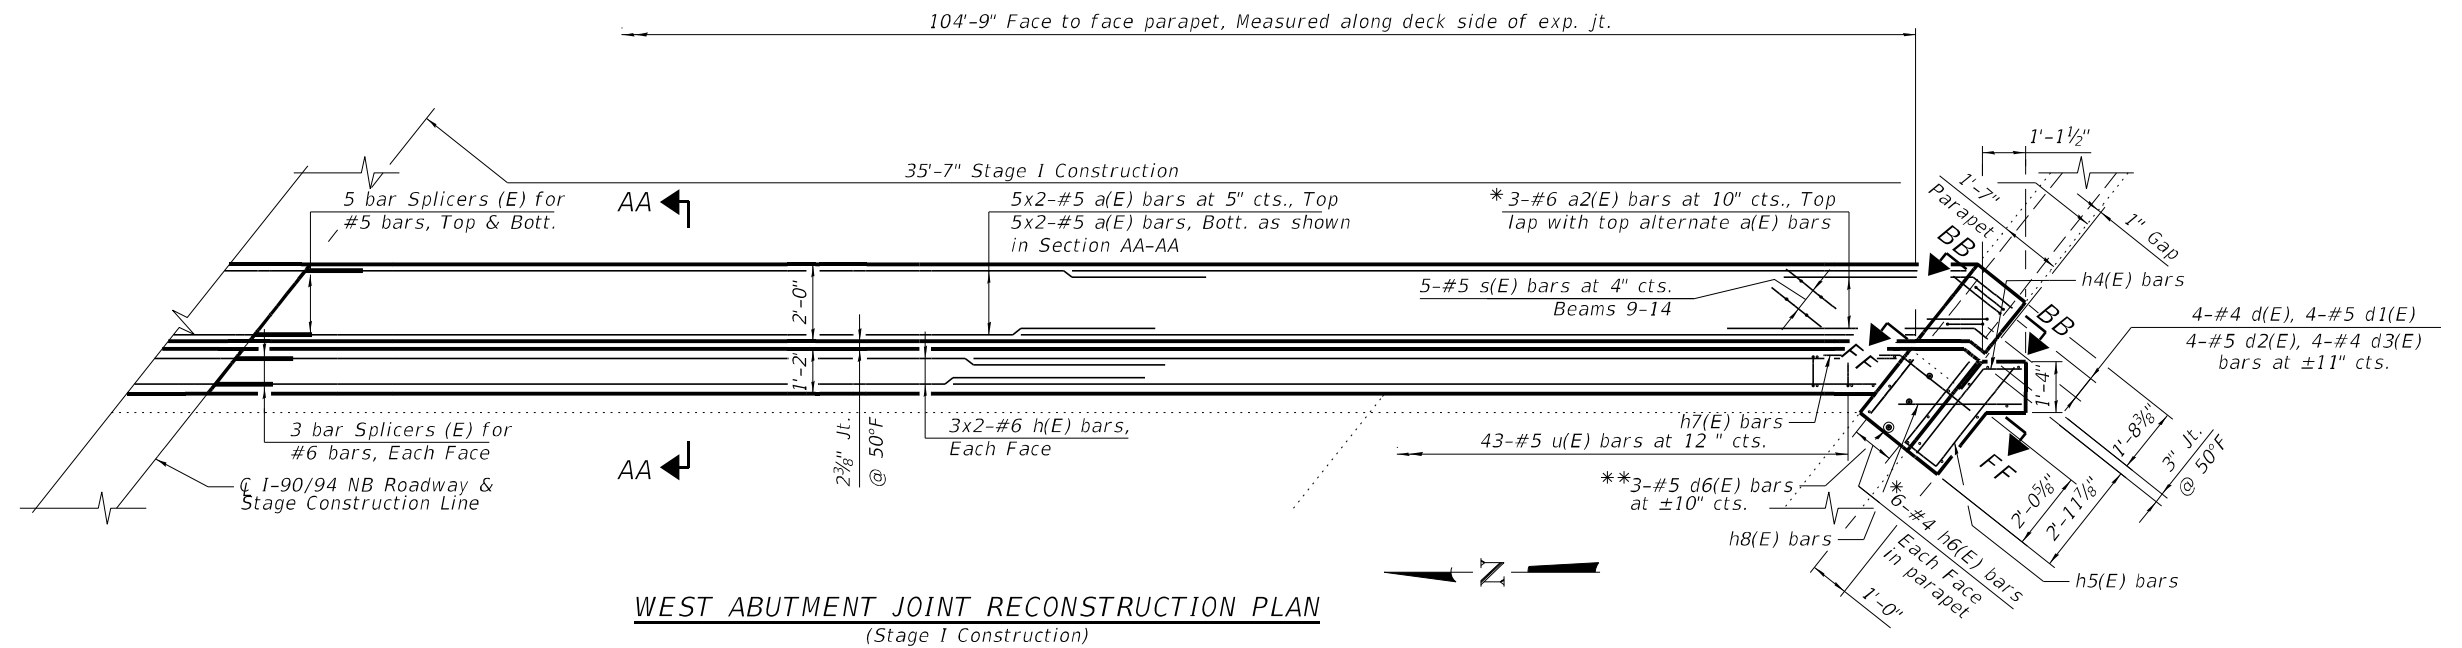 104'-9" Face to face parapet, Measured along deck side of exp. jt.
1'-1½"
35'-7" Stage I Construction
5 bar Splicers (E) for
#5 bars, Top & Bott.
AA
5x2-#5 a(E) bars at 5" cts., Top
5x2-#5 a(E) bars, Bott. as shown
in Section AA-AA
*3-#6 a2(E) bars at 10" cts., Top
lap with top alternate a(E) bars
1'-7"
Parapet
1" Gap
BB
h4(E) bars
5-#5 s(E) bars at 4" cts.
Beams 9-14
2'-0"
BB
4-#4 d(E), 4-#5 d1(E)
4-#5 d2(E), 4-#4 d3(E)
bars at ±11" cts.
FF
1'-2"
1'-4"
3 bar Splicers (E) for
#6 bars, Each Face
AA
2⅜" Jt.
@ 50°F
3x2-#6 h(E) bars,
Each Face
h7(E) bars
43-#5 u(E) bars at 12 " cts.
1'-8⅜"
3" Jt.
@ 50°F
FF
℄ I-90/94 NB Roadway &
Stage Construction Line
**3-#5 d6(E) bars
at ±10" cts.
2'-0⅝"
2'-11⅞"
h8(E) bars
*6-#4 h6(E) bars
Each Face
in parapet
h5(E) bars
1'-0"
N
WEST ABUTMENT JOINT RECONSTRUCTION PLAN
(Stage I Construction)